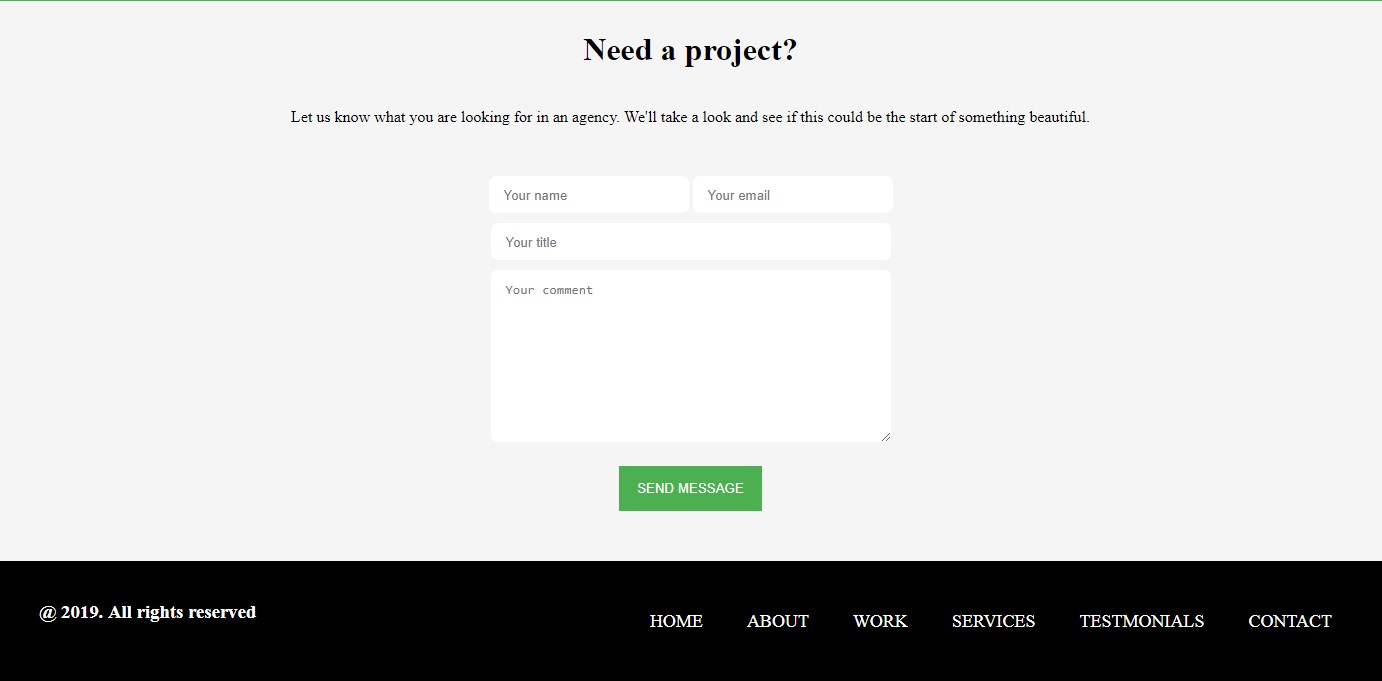 Need a project?
Let us know what you are looking for in an agency. We'll take a look and see if this could be the start of something beautiful.
Your name Your email
Your title
Your comment
SEND MESSAGE
@ 2019. All rights reserved
HOME ABOUT WORK SERVICES TESTMONIALS CONTACT